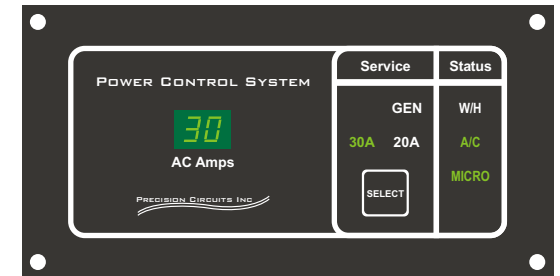 POWER CONTROL SYSTEM
30
AC Amps
PRECISION CIRCUITS INC
Service
GEN
30A 20A
SELECT
Status
W/H
A/C
MICRO